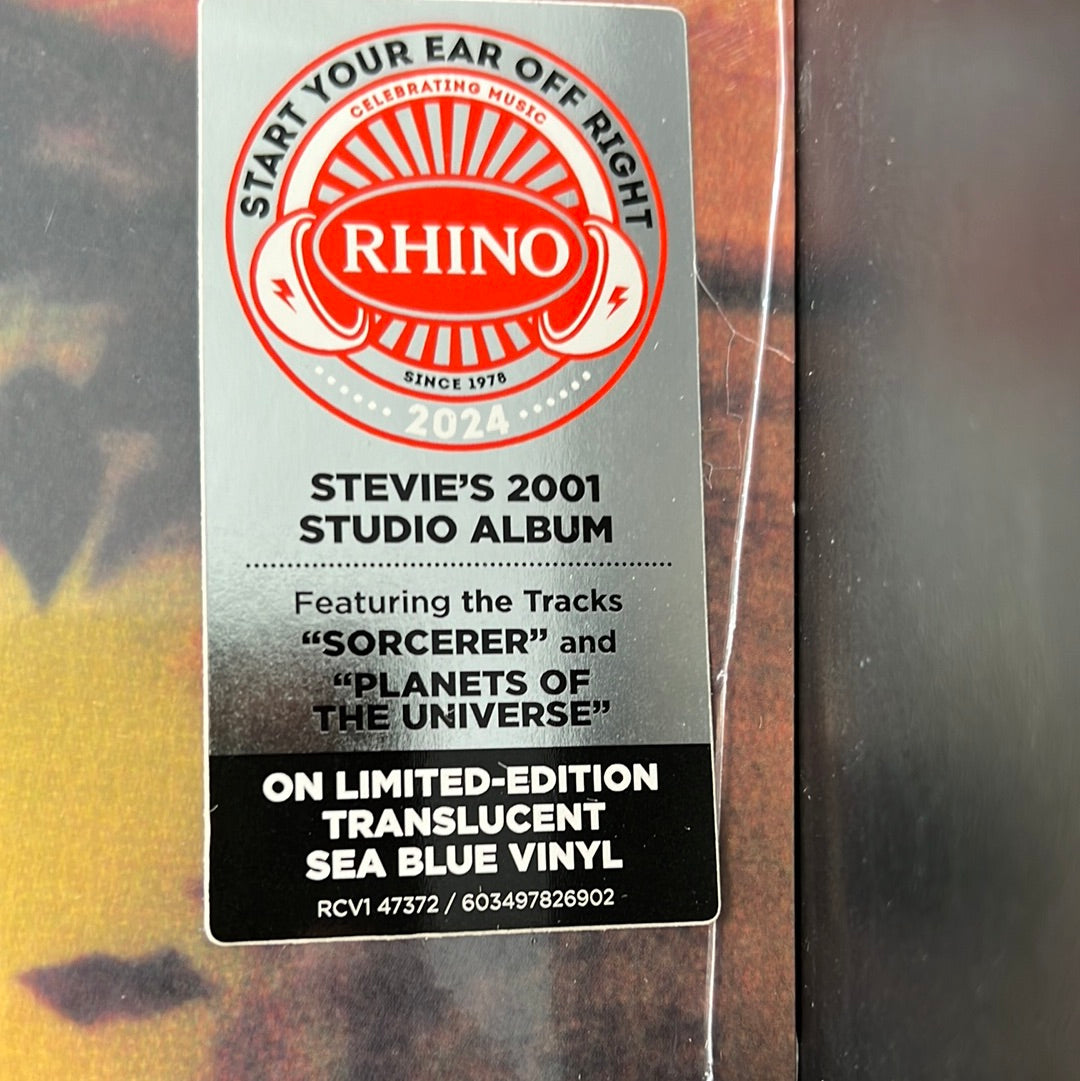 START YOUR EAR OFF RIGHT
CELEBRATING MUSIC
RHINO
SINCE 1978
2024
STEVIE'S 2001
STUDIO ALBUM
Featuring the Tracks
“SORCERER” and
“PLANETS OF
THE UNIVERSE”
ON LIMITED-EDITION
TRANSLUCENT
SEA BLUE VINYL
RCV1 47372 / 603497826902